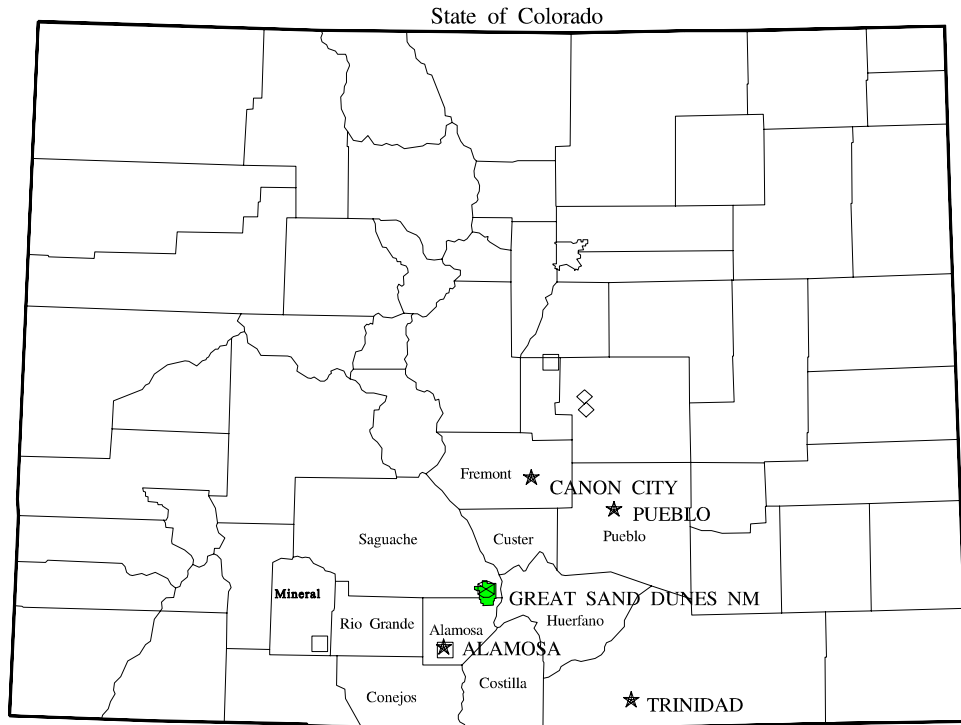 State of Colorado
Fremont
CANON CITY
PUEBLO
Pueblo
Saguache
Custer
Mineral
GREAT SAND DUNES NM
Rio Grande
Alamosa
Huerfano
ALAMOSA
Costilla
Conejos
TRINIDAD